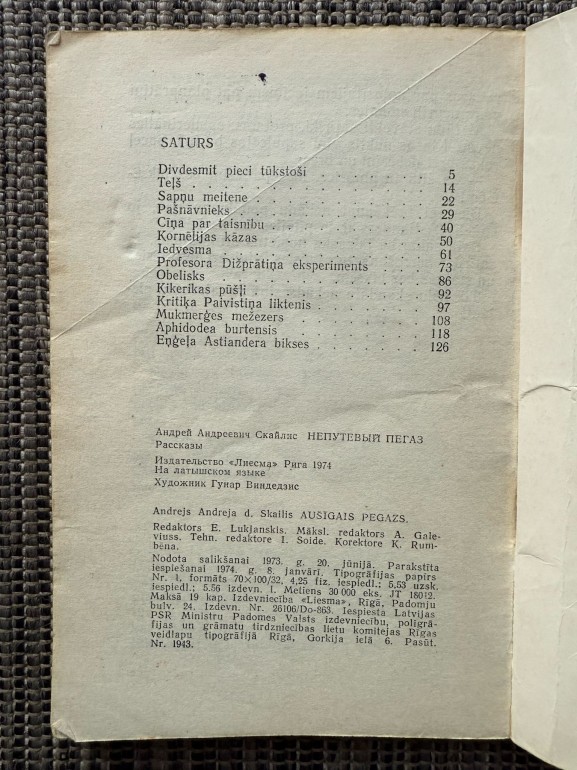 SATURS
Divdesmit pieci tūkstoši . . . . . . . . 5
Teļš . . . . . . . . . . . . . 14
Sapņu meitene . . . . . . . . . . 22
Pašnāvnieks . . . . . . . . . . . 29
Cīņa par taisnību . . . . . . . . . 40
Kornēlijas kāzas . . . . . . . . . . 50
Iedvesma . . . . . . . . . . . . 61
Profesora Dižprātiņa eksperiments . . . . 73
Obelisks . . . . . . . . . . . . 86
Ķikerikas pūšļi . . . . . . . . . . 92
Kritiķa Paivistiņa liktenis . . . . . . . 97
Mukmerģes mežezers . . . . . . . . 108
Aphidodea burtensis . . . . . . . . 118
Eņģeļa Astiandera bikses . . . . . . . 126
Андрей Андреевич Скайлис НЕПУТЕВЫЙ ПЕГАЗ
Рассказы
Издательство «Лиесма» Рига 1974
На латышском языке
Художник Гунар Виндедзис
Andrejs Andreja d. Skailis AUSIGAIS PEGAZS.
Redaktors E. Lukjanskis. Māksl. redaktors A. Gale-
viuss. Tehn. redaktore I. Soide. Korektore K. Rum-
bēna.
Nodota salikšanai 1973. g. 20. jūnijā. Parakstīta
iespiešanai 1974. g. 8. janvārī. Tipogrāfijas papīrs
Nr. 1, formāts 70×100/32, 4,25 fiz. iespiedl.; 5,53 uzsk.
iespiedl.; 5,56 izdevn. l. Metiens 30 000 eks. JT 18012.
Maksā 19 kap. Izdevniecība «Liesma», Rīgā, Padomju
bulv. 24. Izdevn. Nr. 26106/Do-863. Iespiesta Latvijas
PSR Ministru Padomes Valsts izdevniecību, poligrā-
fijas un grāmatu tirdzniecības lietu komitejas Rīgas
veidlapu tipogrāfijā Rīgā, Gorkija ielā 6. Pasūt.
Nr. 1943.